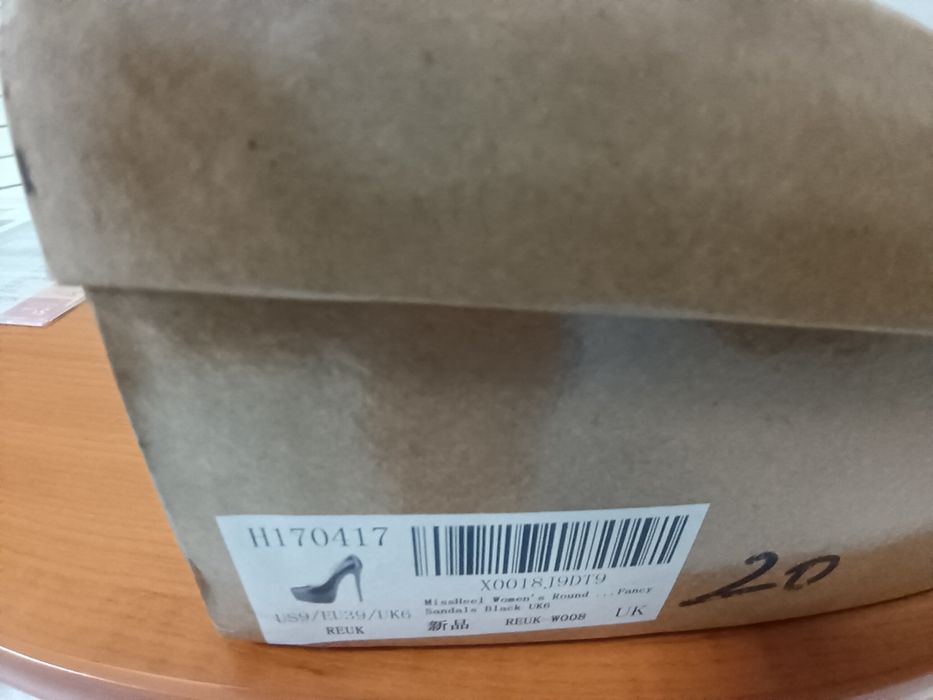 H170417
X0018J9DT9
MissHeel Women's Round ...Fancy
Sandals Black UK6
US9/EU39/UK6
REUK
新品
REUK-W008
UK
20